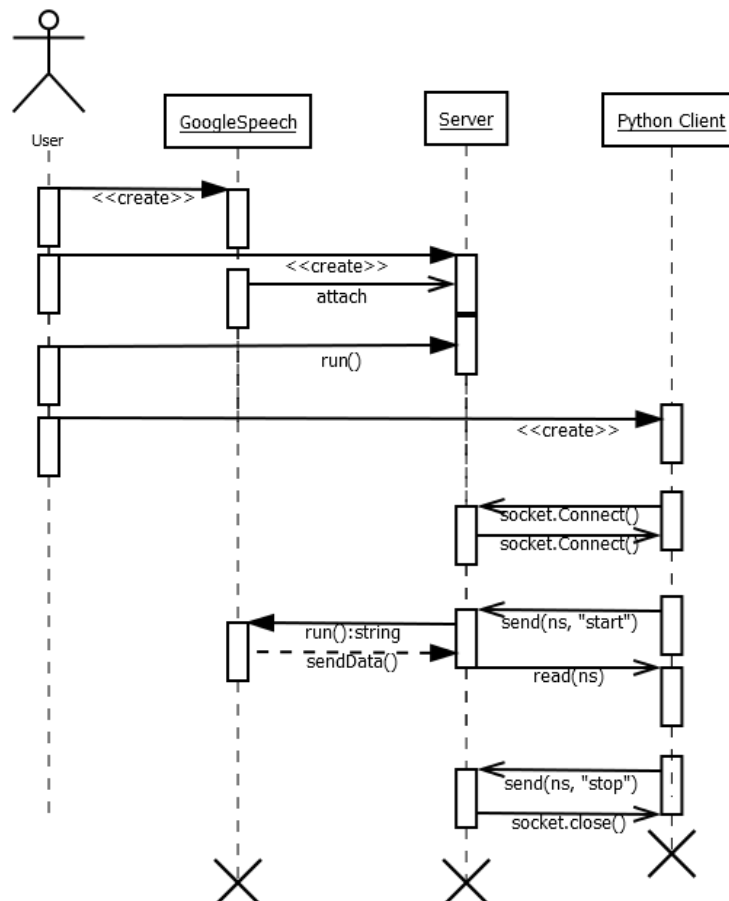 User
GoogleSpeech
Server
Python Client
<<create>>
<<create>>
attach
run()
<<create>>
socket.Connect()
socket.Connect()
send(ns, "start")
run():string
sendData()
read(ns)
send(ns, "stop")
socket.close()